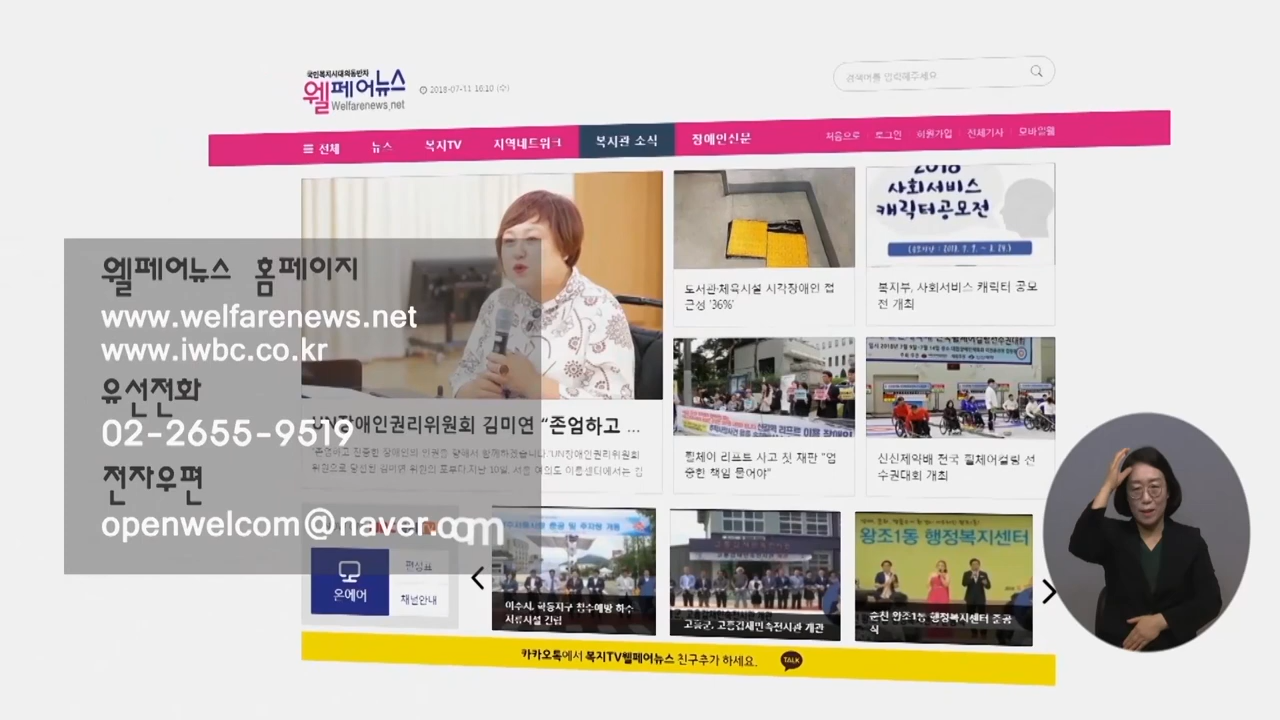 국민복지시대의동반자
웰페어뉴스
Welfarenews.net
2018-07-11 16:10 (수)
검색어를 입력해주세요
전체
뉴스
복지TV
지역네트워크
복지관 소식
장애인신문
처음으로
로그인
회원가입
전체기사
모바일웹
웰페어뉴스 홈페이지
www.welfarenews.net
www.iwbc.co.kr
유선전화
02-2655-9519
전자우편
openwelcom@naver.com
UN장애인권리위원회 김미연 “존엄하고 ...
도서관·체육시설 시각장애인 접
근성 '36%'
2018
사회서비스
캐릭터공모전
복지부, 사회서비스 캐릭터 공모
전 개최
휠체어 리프트 사고 첫 재판 "엄
중한 책임 물어야"
신신제약배 전국 휠체어컬링 선
수권대회 개최
온에어
편성표
채널안내
여수시, 학동지구 침수예방 하수
저류시설 건립
고흥군, 고흥갑재민속전시관 개관
왕조1동 행정복지센터
순천 왕조1동 행정복지센터 준공
식
카카오톡에서 복지TV웰페어뉴스 친구추가 하세요.
TALK